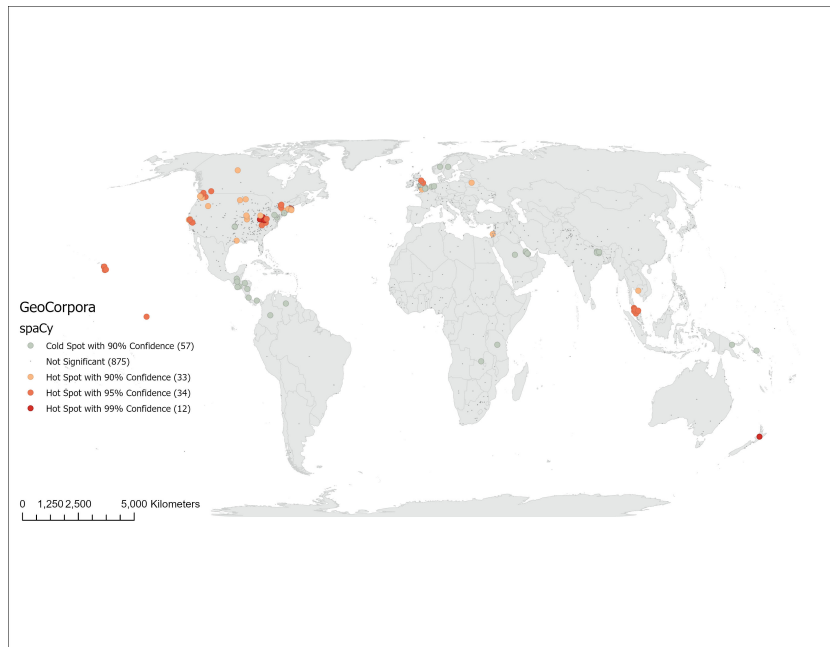 GeoCorpora
spaCy
Cold Spot with 90% Confidence (57)
Not Significant (875)
Hot Spot with 90% Confidence (33)
Hot Spot with 95% Confidence (34)
Hot Spot with 99% Confidence (12)
0 1,250 2,500 5,000 Kilometers